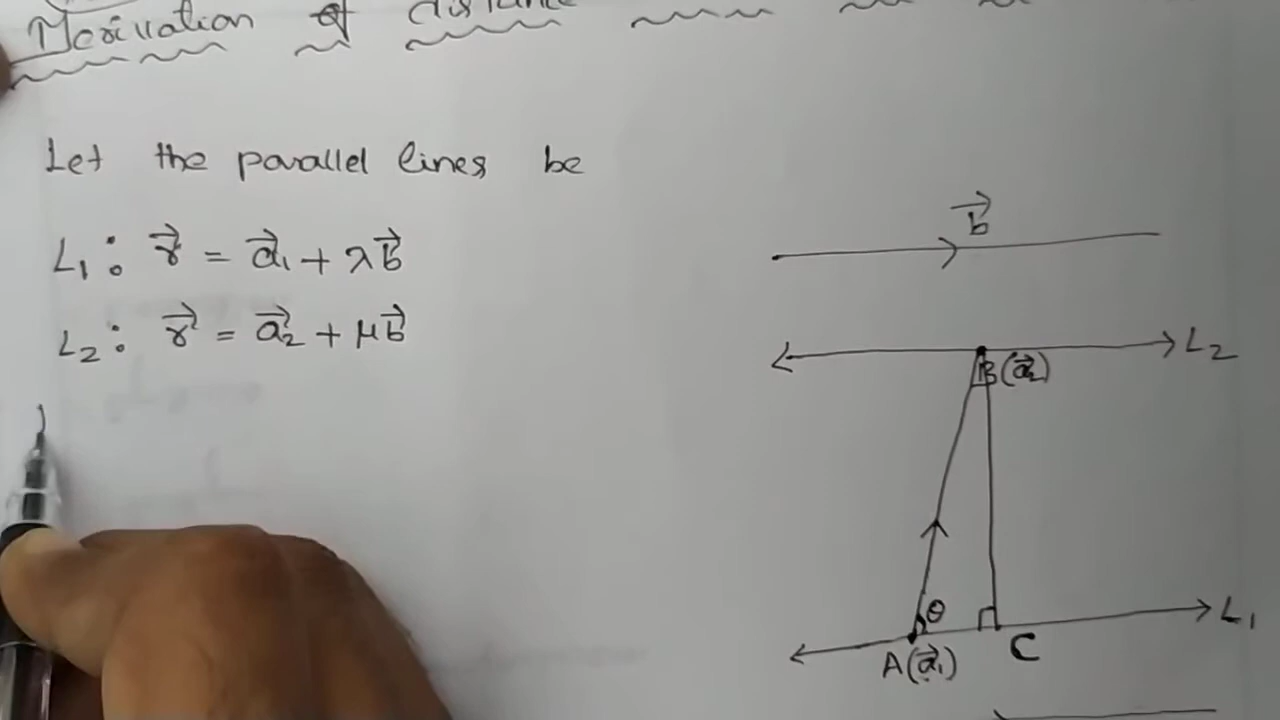 Derivation of distance
Let the parallel lines be
L₁: r⃗ = a⃗₁ + λb⃗
L₂: r⃗ = a⃗₂ + μb⃗
b⃗
L₂
B(a⃗₂)
θ
L₁
A(a⃗₁)
C